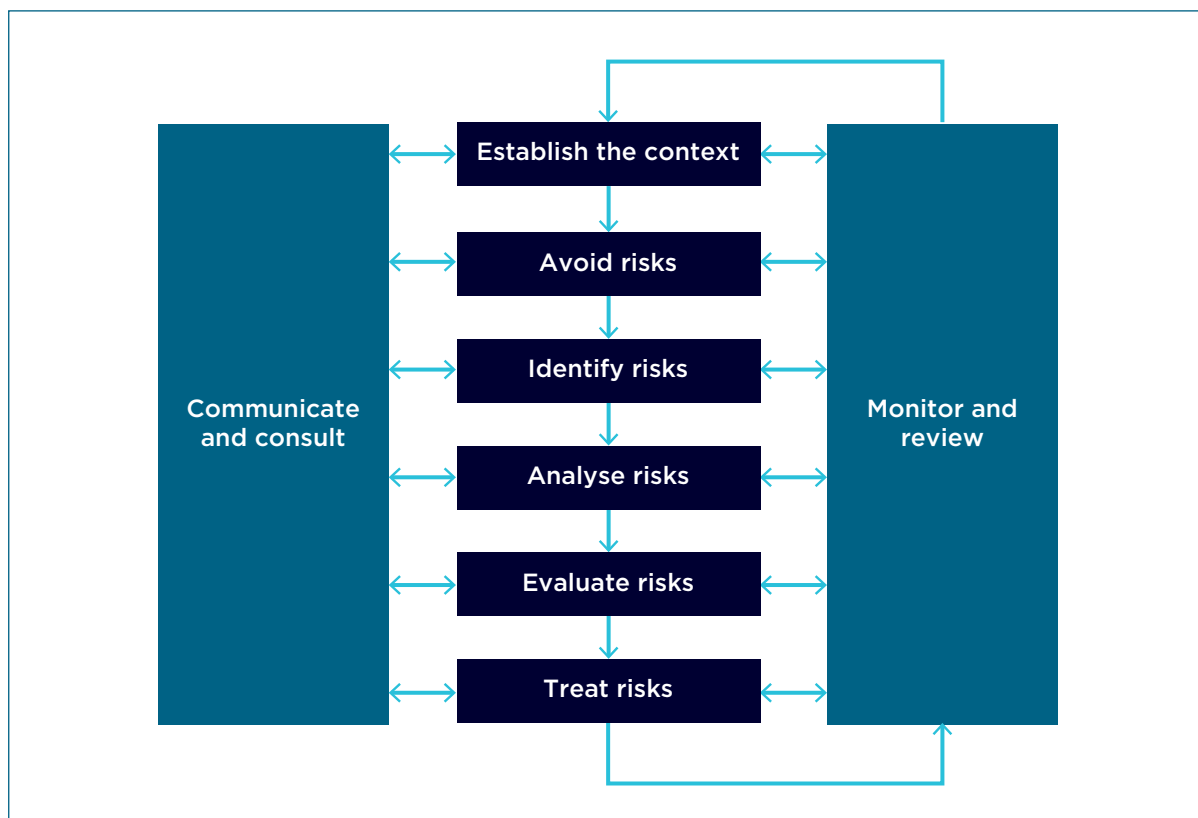 Establish the context
Avoid risks
Identify risks
Communicate
and consult
Monitor and
review
Analyse risks
Evaluate risks
Treat risks